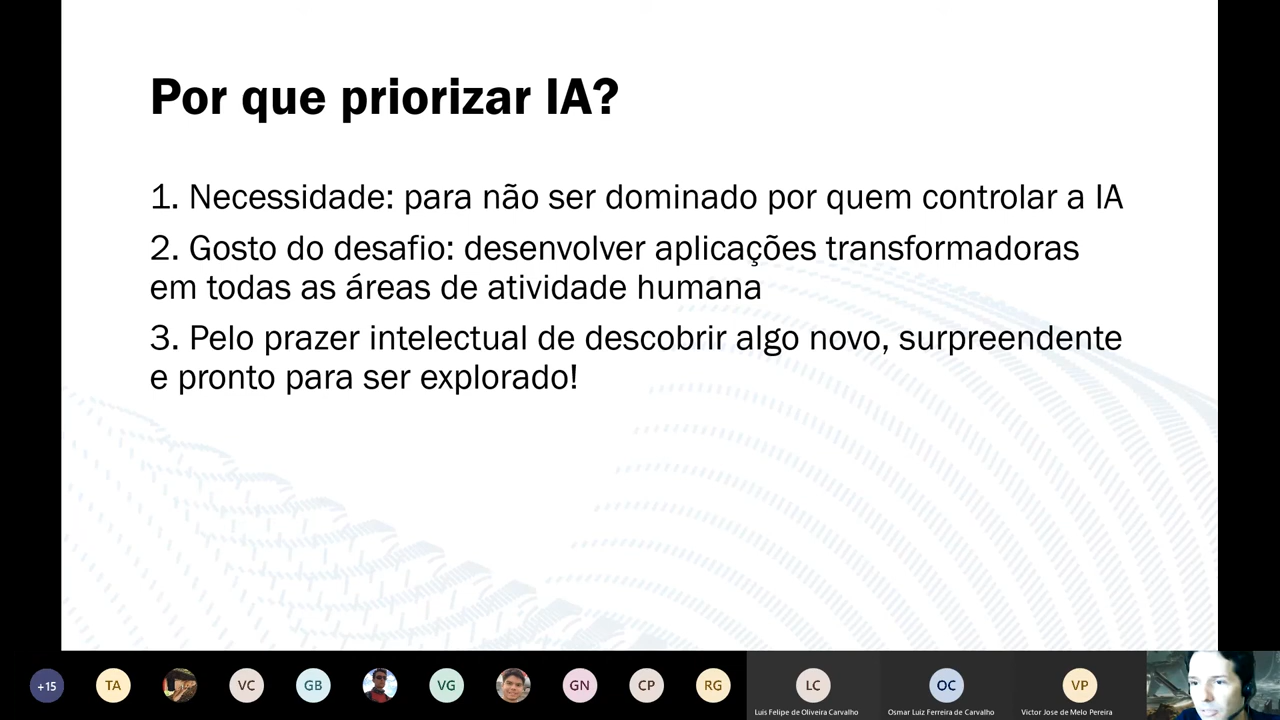 Por que priorizar IA?
1. Necessidade: para não ser dominado por quem controlar a IA
2. Gosto do desafio: desenvolver aplicações transformadoras
em todas as áreas de atividade humana
3. Pelo prazer intelectual de descobrir algo novo, surpreendente
e pronto para ser explorado!
+15
TA
VC
GB
VG
GN
CP
RG
LC
OC
VP
Luis Felipe de Oliveira Carvalho
Osmar Luiz Ferreira de Carvalho
Victor Jose de Melo Pereira